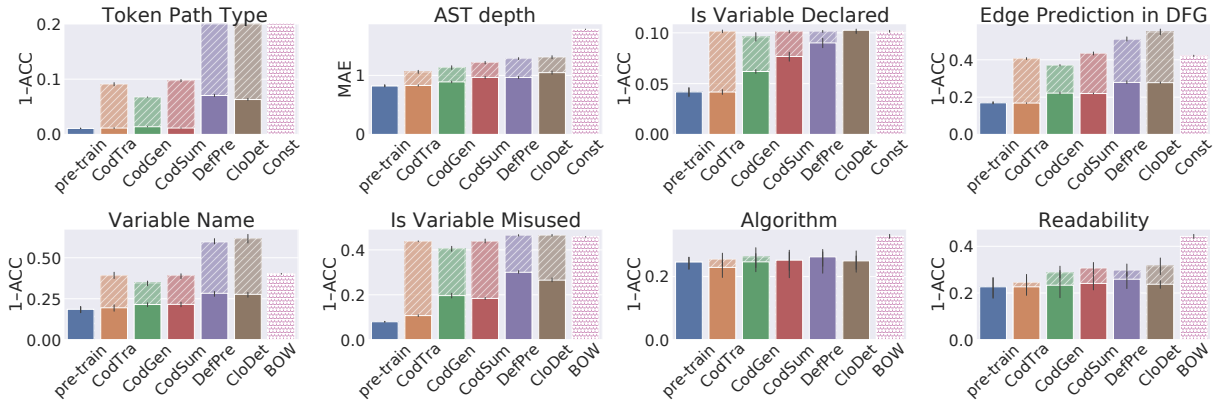 Token Path Type
1–ACC
0.2
0.1
0.0
pre-train
CodTra
CodGen
CodSum
DefPre
CloDet
Const
AST depth
MAE
1
0
pre-train
CodTra
CodGen
CodSum
DefPre
CloDet
Const
Is Variable Declared
1–ACC
0.10
0.05
0.00
pre-train
CodTra
CodGen
CodSum
DefPre
CloDet
Const
Edge Prediction in DFG
1–ACC
0.4
0.2
0.0
pre-train
CodTra
CodGen
CodSum
DefPre
CloDet
Const
Variable Name
1–ACC
0.50
0.25
0.00
pre-train
CodTra
CodGen
CodSum
DefPre
CloDet
BOW
Is Variable Misused
1–ACC
0.4
0.2
0.0
pre-train
CodTra
CodGen
CodSum
DefPre
CloDet
BOW
Algorithm
1–ACC
0.2
0.0
pre-train
CodTra
CodGen
CodSum
DefPre
CloDet
BOW
Readability
1–ACC
0.4
0.2
0.0
pre-train
CodTra
CodGen
CodSum
DefPre
CloDet
BOW